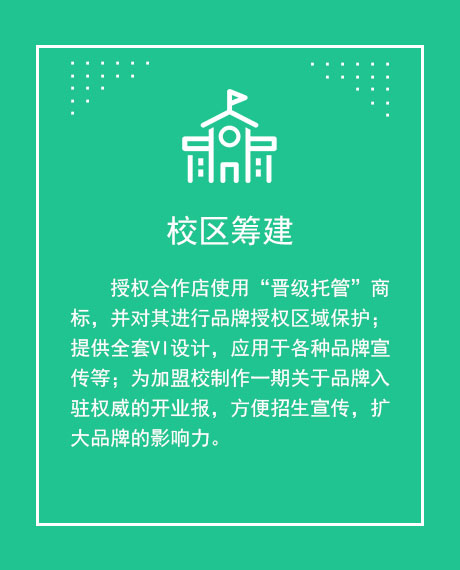 校区筹建
授权合作店使用“晋级托管”商
标，并对其进行品牌授权区域保护；
提供全套VI设计，应用于各种品牌宣
传等；为加盟校制作一期关于品牌入
驻权威的开业报，方便招生宣传，扩
大品牌的影响力。